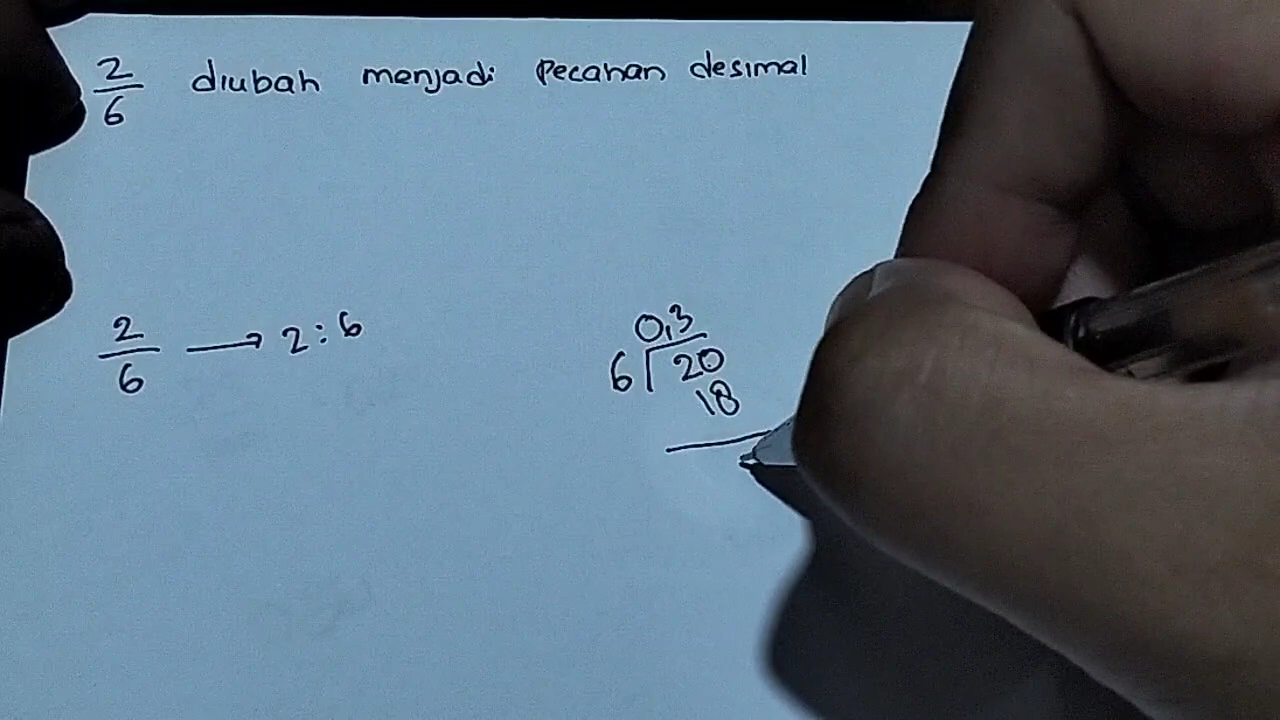 2/6 diubah menjadi pecahan desimal
2/6 → 2 : 6
0,3
6 √20
18